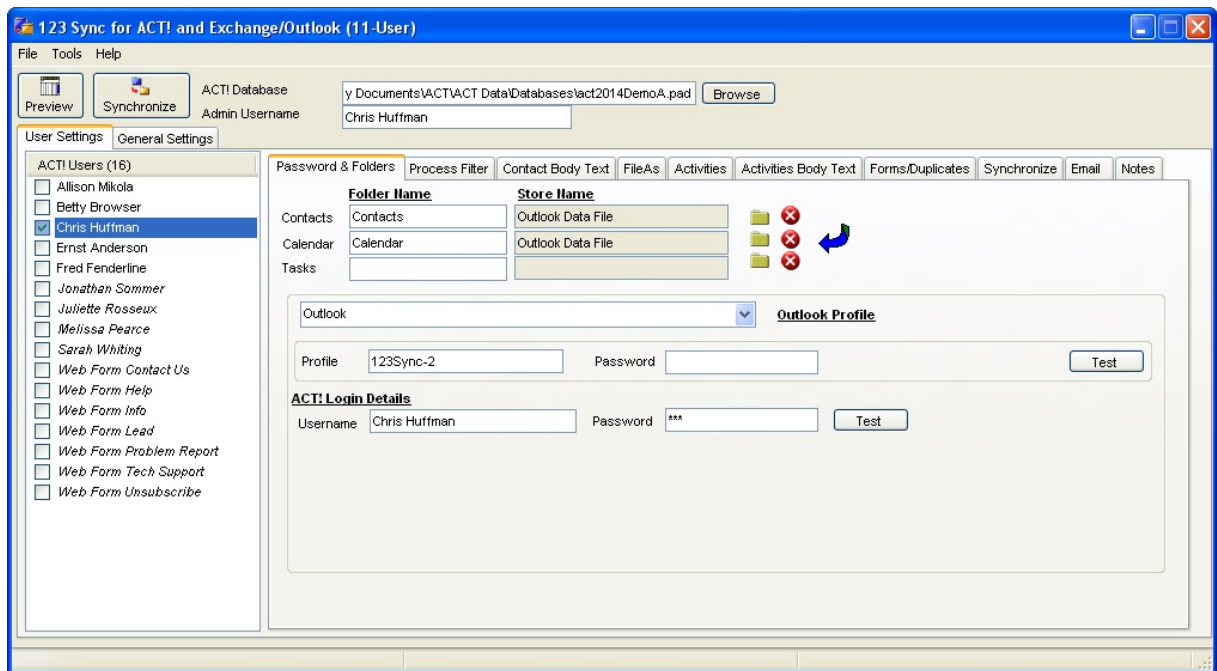 123 Sync for ACT! and Exchange/Outlook (11-User)
File Tools Help
Preview
Synchronize
ACT! Database
y Documents\ACT\ACT Data\Databases\act2014DemoA.pad
Browse
Admin Username
Chris Huffman
User Settings
General Settings
ACT! Users (16)
Allison Mikola
Betty Browser
Chris Huffman
Ernst Anderson
Fred Fenderline
Jonathan Sommer
Juliette Rosseux
Melissa Pearce
Sarah Whiting
Web Form Contact Us
Web Form Help
Web Form Info
Web Form Lead
Web Form Problem Report
Web Form Tech Support
Web Form Unsubscribe
Password & Folders
Process Filter
Contact Body Text
FileAs
Activities
Activities Body Text
Forms/Duplicates
Synchronize
Email
Notes
Folder Name
Store Name
Contacts
Contacts
Outlook Data File
Calendar
Calendar
Outlook Data File
Tasks
Outlook
Outlook Profile
Profile
123Sync-2
Password
Test
ACT! Login Details
Username
Chris Huffman
Password
***
Test